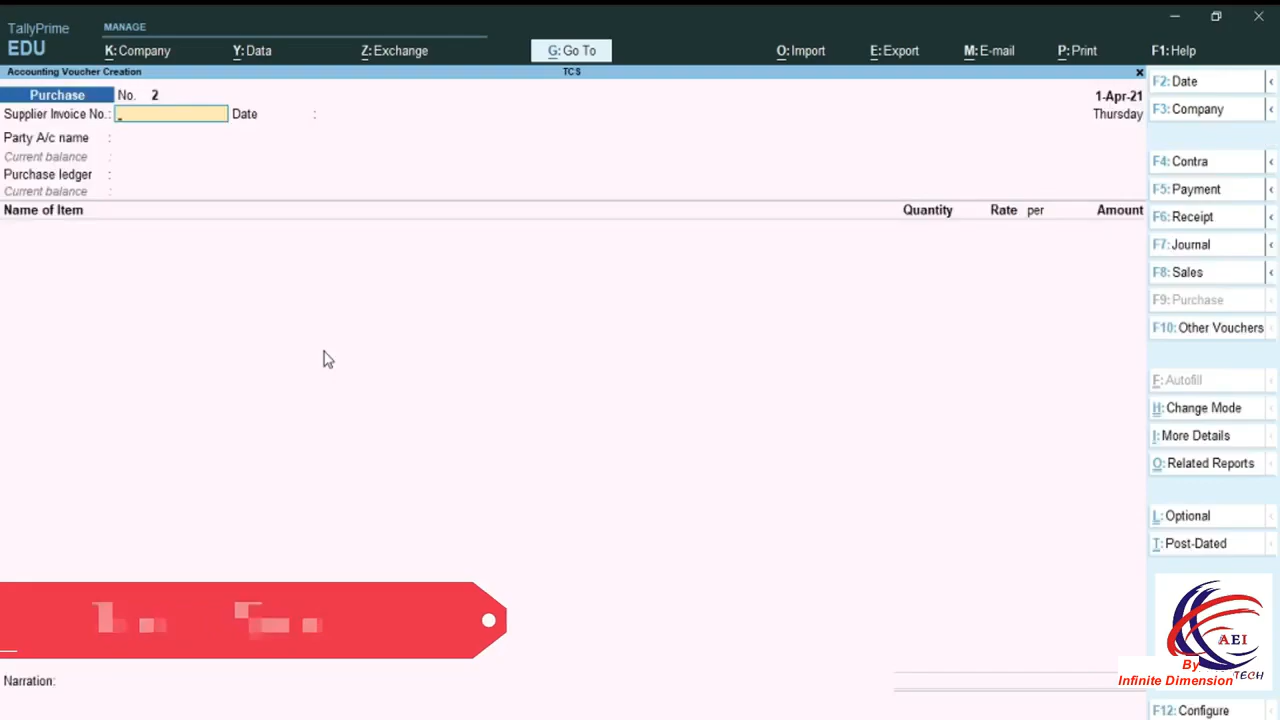 TallyPrime
EDU
MANAGE
K: Company Y: Data Z: Exchange G: Go To O: Import E: Export M: E-mail P: Print F1: Help
Accounting Voucher Creation TCS x
Purchase No. 2 1-Apr-21
Supplier Invoice No.: Date : Thursday
Party A/c name :
Current balance :
Purchase ledger :
Current balance :
Name of Item Quantity Rate per Amount
Narration:
F2: Date
F3: Company
F4: Contra
F5: Payment
F6: Receipt
F7: Journal
F8: Sales
F9: Purchase
F10: Other Vouchers
F: Autofill
H: Change Mode
I: More Details
O: Related Reports
L: Optional
T: Post-Dated
AEI
TECH
By
Infinite Dimension
F12: Configure